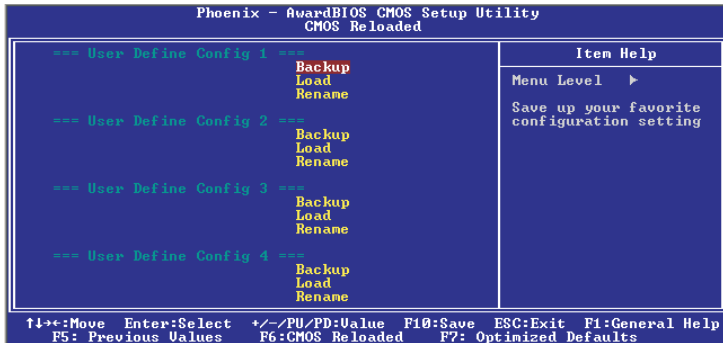 Phoenix - AwardBIOS CMOS Setup Utility
CMOS Reloaded
=== User Define Config 1 ===
Backup
Load
Rename
=== User Define Config 2 ===
Backup
Load
Rename
=== User Define Config 3 ===
Backup
Load
Rename
=== User Define Config 4 ===
Backup
Load
Rename
Item Help
Menu Level ▶
Save up your favorite
configuration setting
↑↓→←:Move Enter:Select +/-/PU/PD:Value F10:Save ESC:Exit F1:General Help
F5: Previous Values F6:CMOS Reloaded F7: Optimized Defaults